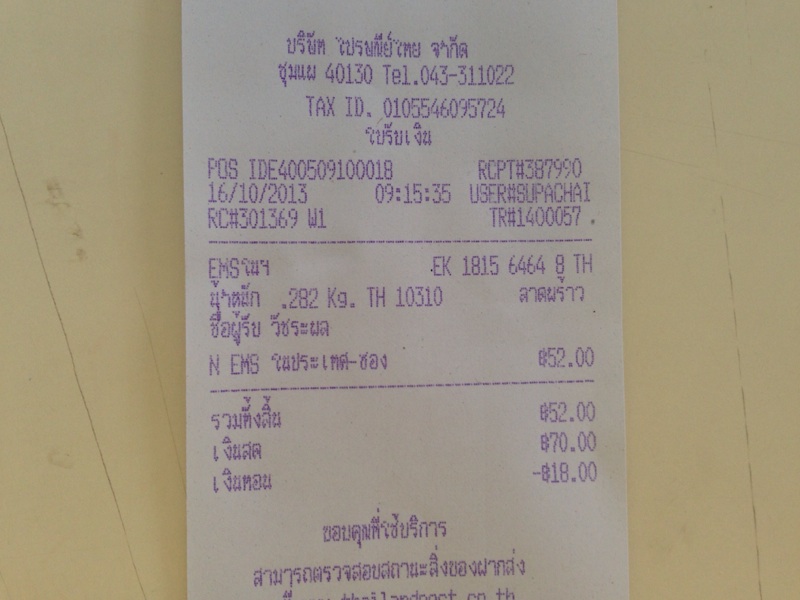 บริษัท ไปรษณีย์ไทย จำกัด
ชุมแพ 40130 Tel.043-311022
TAX ID. 0105546095724
ใบรับเงิน
POS IDE400509100018 RCPT#387990
16/10/2013 09:15:35 USER#SUPACHAI
RC#301369 W1 TR#1400057 .
EMSในฯ EK 1815 6464 8 TH
น้ำหนัก .282 Kg. TH 10310 ลาดพร้าว
ชื่อผู้รับ วัชระผล
N EMS ในประเทศ-ซอง ฿52.00
รวมทั้งสิ้น ฿52.00
เงินสด ฿70.00
เงินทอน -฿18.00
ขอบคุณที่ใช้บริการ
สามารถตรวจสอบสถานะสิ่งของฝากส่ง
ที่ www.thailandpost.co.th